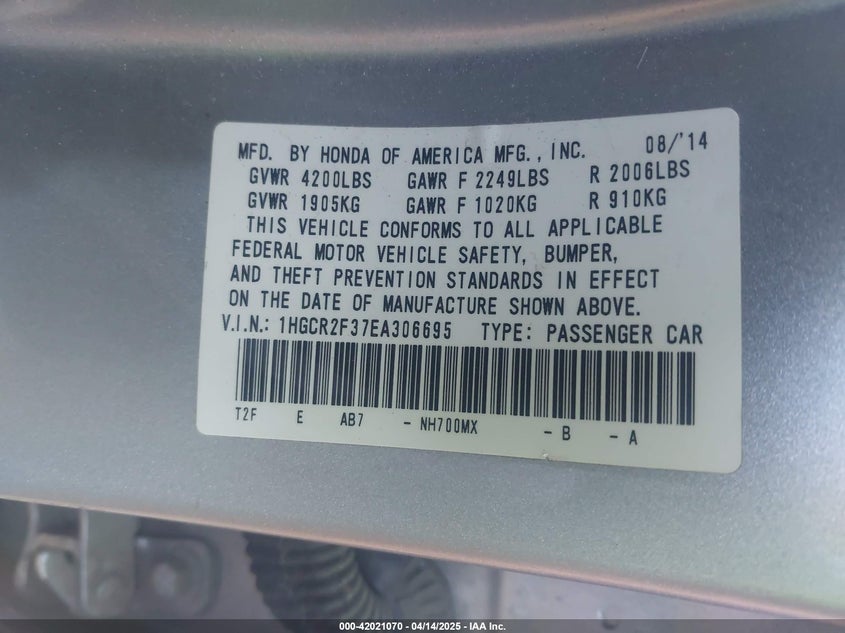 MFD. BY HONDA OF AMERICA MFG., INC. 08/'14
GVWR 4200LBS GAWR F 2249LBS R 2006LBS
GVWR 1905KG GAWR F 1020KG R 910KG
THIS VEHICLE CONFORMS TO ALL APPLICABLE
FEDERAL MOTOR VEHICLE SAFETY, BUMPER,
AND THEFT PREVENTION STANDARDS IN EFFECT
ON THE DATE OF MANUFACTURE SHOWN ABOVE.
V.I.N.: 1HGCR2F37EA306695 TYPE: PASSENGER CAR
T2F E AB7 - NH700MX - B - A
000-42021070 - 04/14/2025 - IAA Inc.